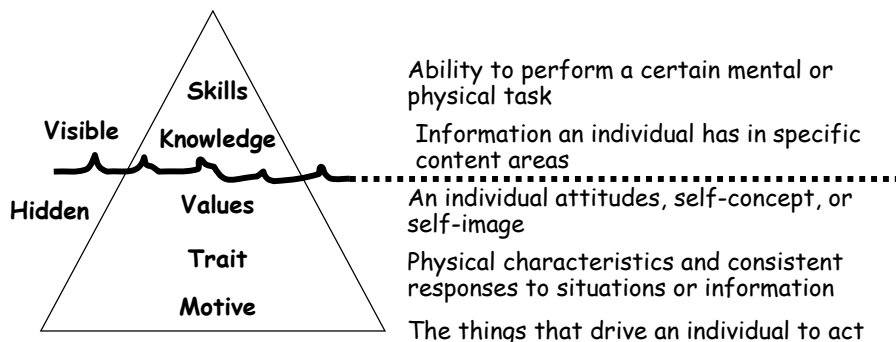 Skills
Ability to perform a certain mental or
physical task
Visible
Knowledge
Information an individual has in specific
content areas
Hidden
Values
An individual attitudes, self-concept, or
self-image
Trait
Physical characteristics and consistent
responses to situations or information
Motive
The things that drive an individual to act